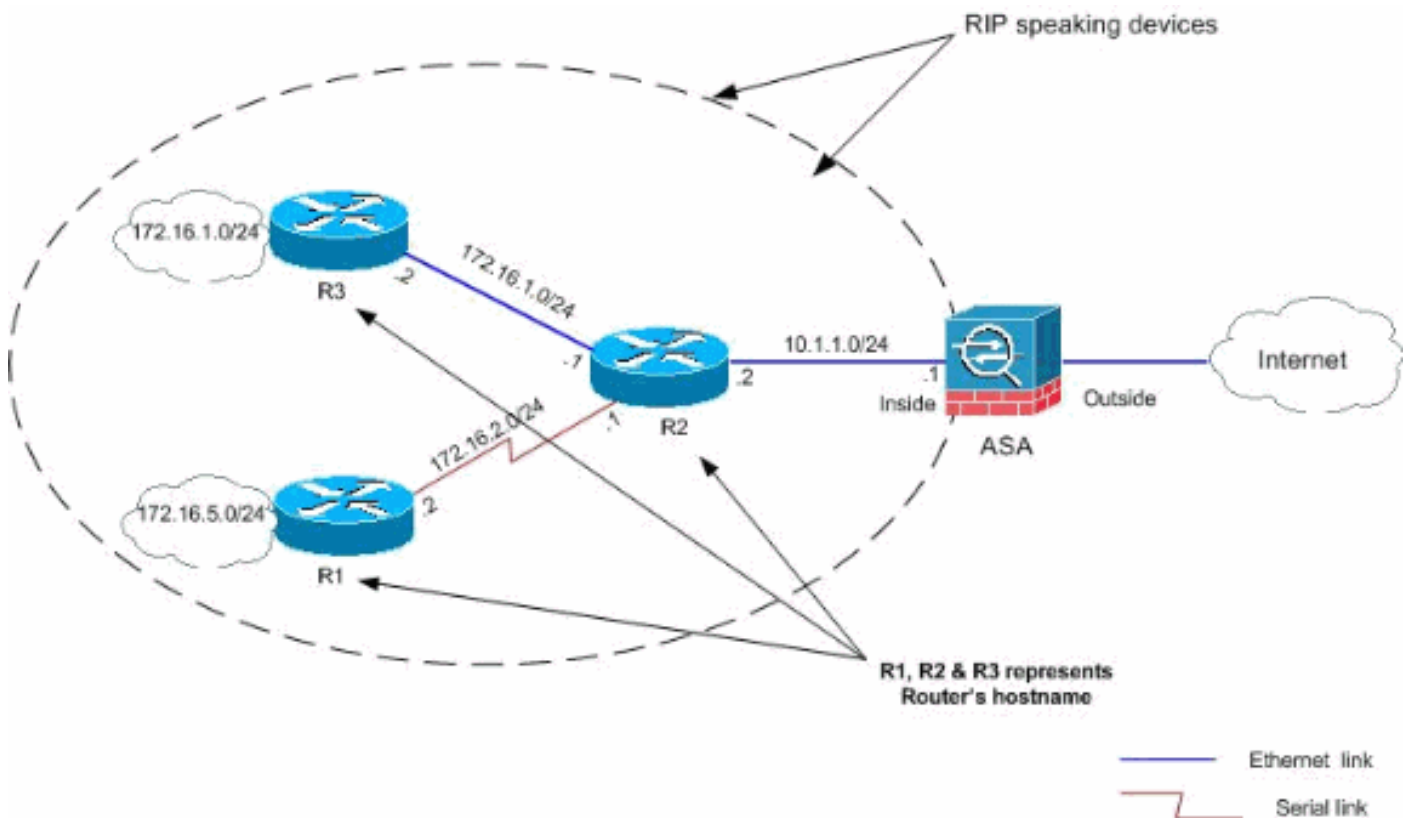 RIP speaking devices
172.16.1.0/24
R3
.2
172.16.1.0/24
.1
R2
.2
10.1.1.0/24
.1
Inside
Outside
ASA
Internet
172.16.2.0/24
.1
.2
172.16.5.0/24
R1
R1, R2 & R3 represents
Router's hostname
Ethernet link
Serial link